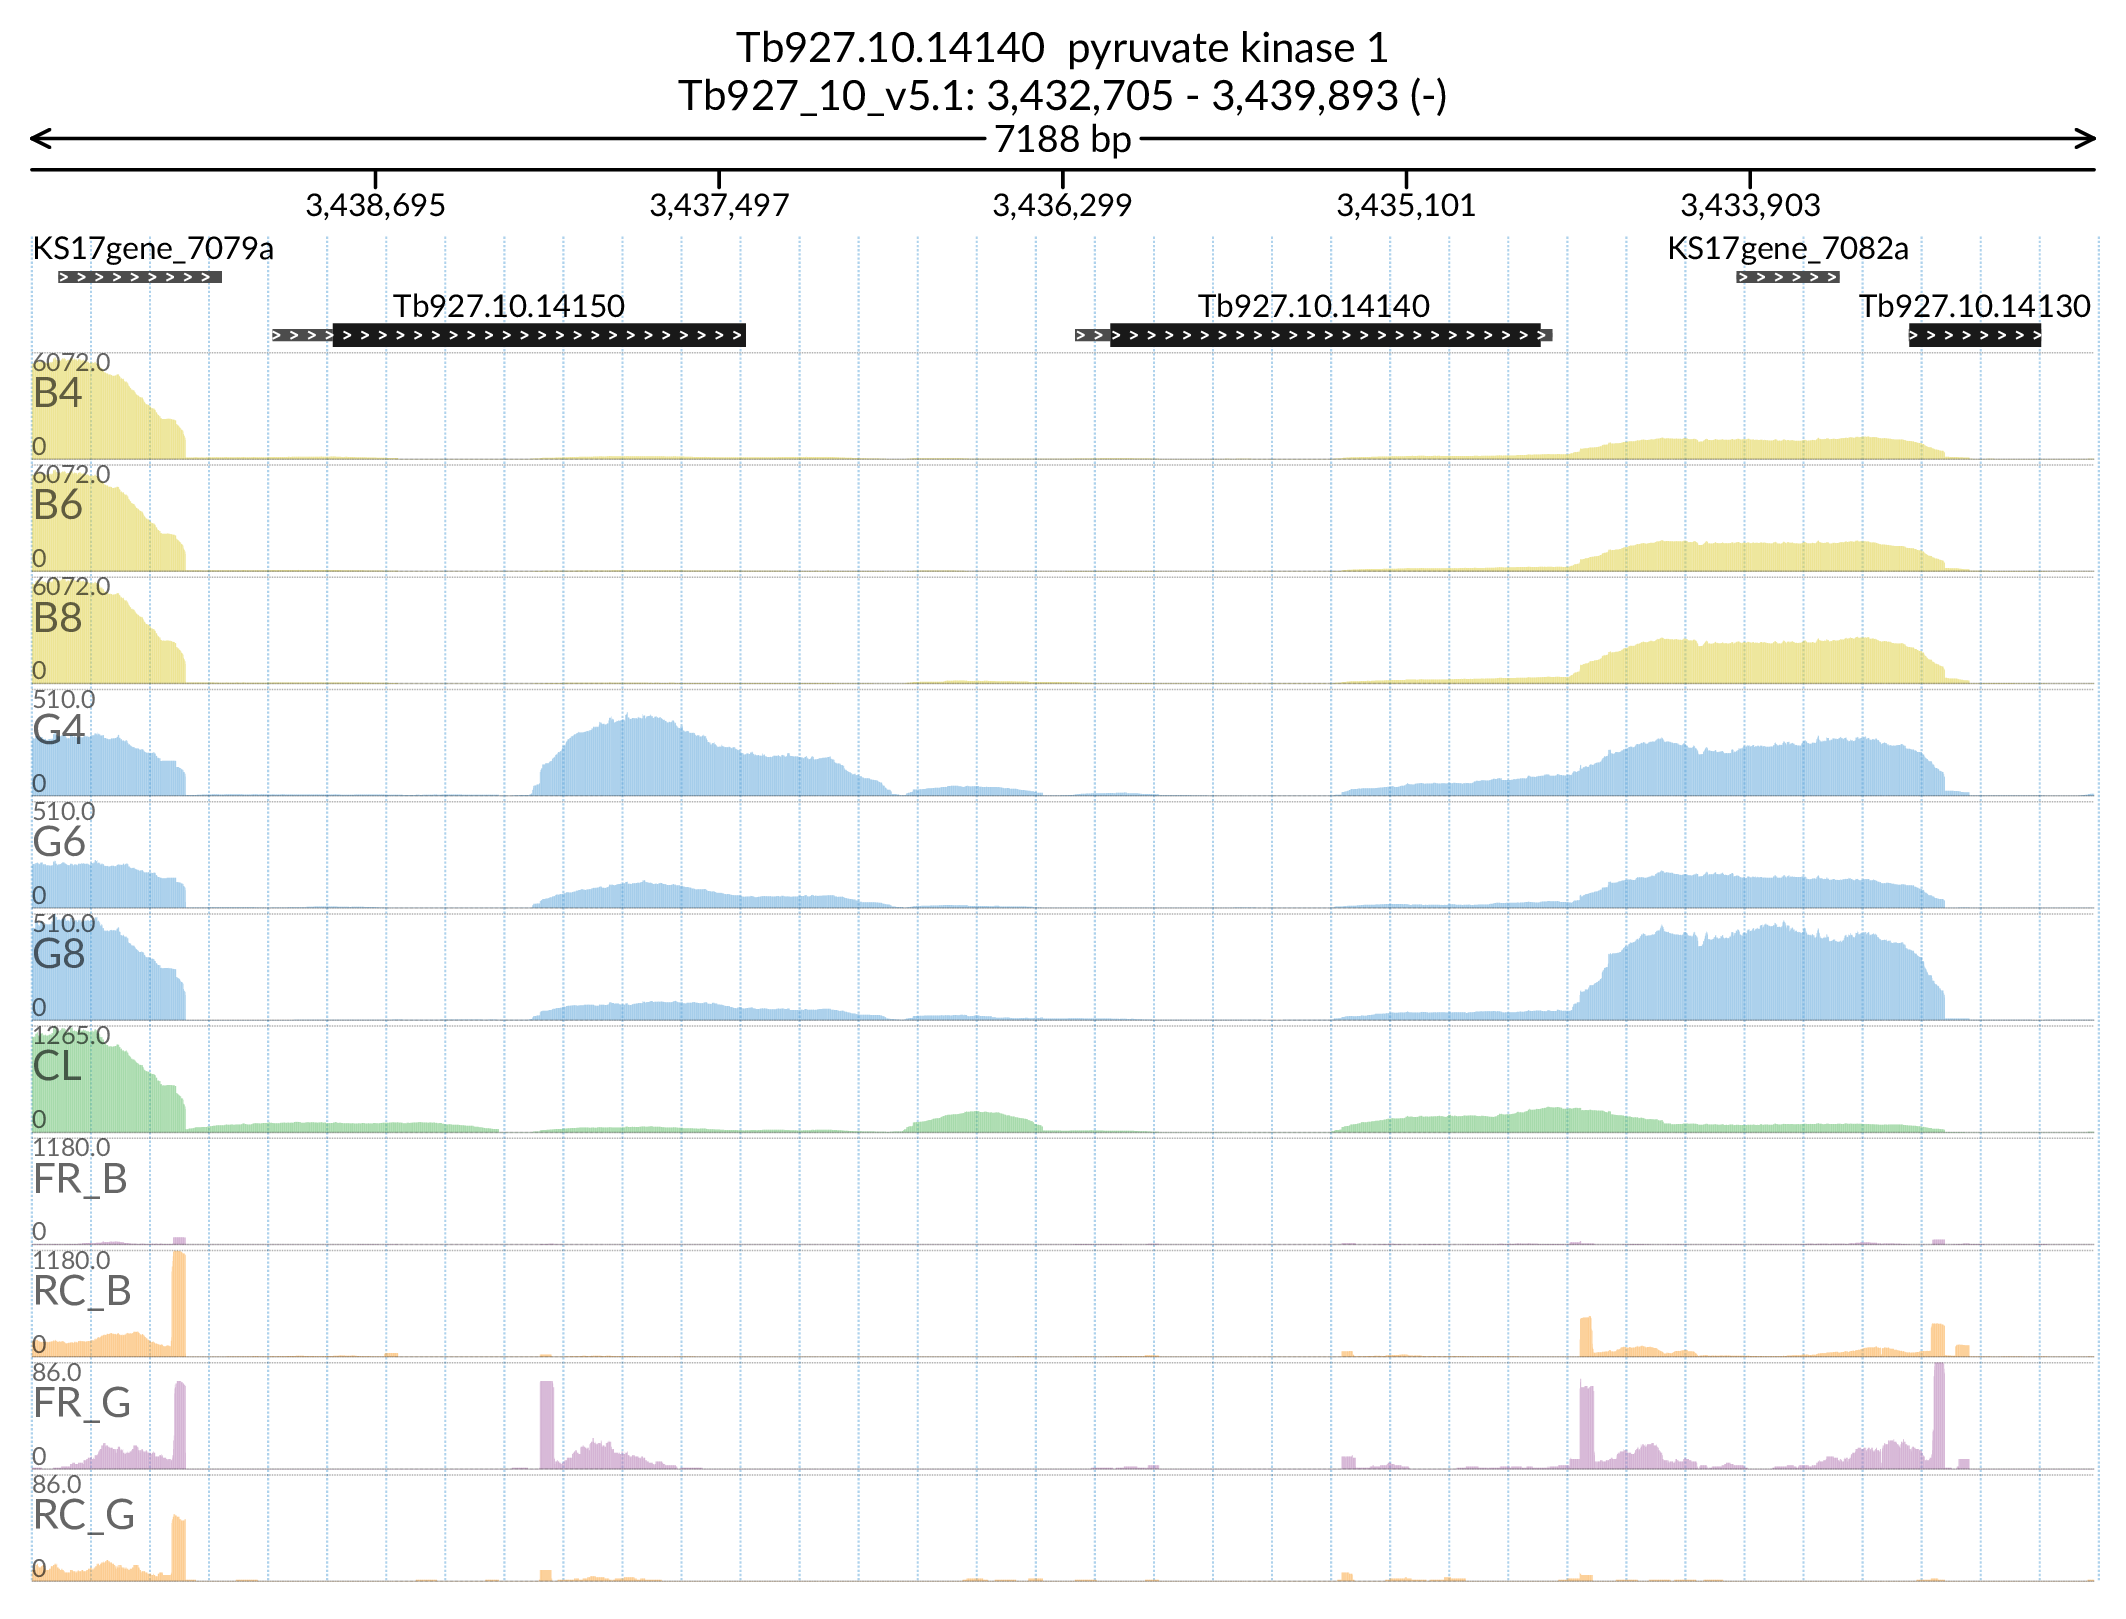 Tb927.10.14140 pyruvate kinase 1
Tb927_10_v5.1: 3,432,705 - 3,439,893 (-)
7188 bp
3,438,695 3,437,497 3,436,299 3,435,101 3,433,903
KS17gene_7079a KS17gene_7082a
Tb927.10.14150 Tb927.10.14140 Tb927.10.14130
6072.0
B4
0
6072.0
B6
0
6072.0
B8
0
510.0
G4
0
510.0
G6
0
510.0
G8
0
1265.0
CL
0
1180.0
FR_B
0
1180.0
RC_B
0
86.0
FR_G
0
86.0
RC_G
0